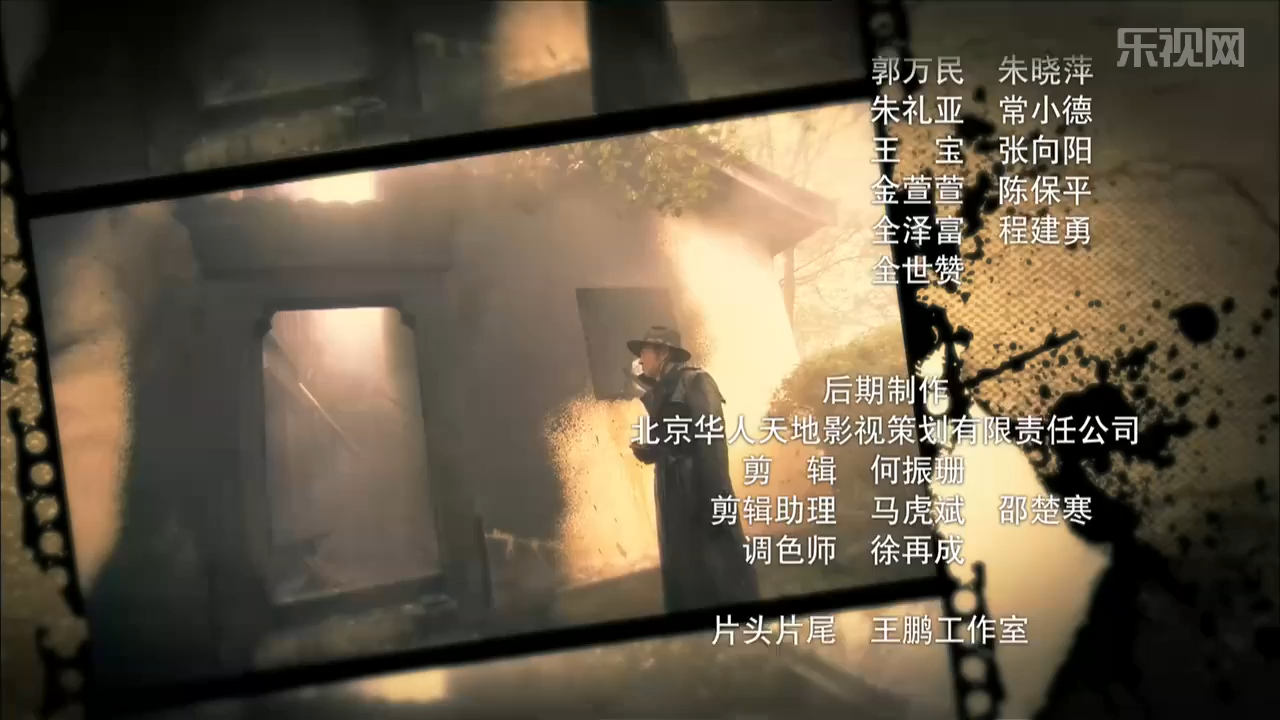 乐视网
郭万民 朱晓萍
朱礼亚 常小德
王 宝 张向阳
金萱萱 陈保平
全泽富 程建勇
全世赞
后期制作
北京华人天地影视策划有限责任公司
剪 辑 何振珊
剪辑助理 马虎斌 邵楚寒
调色师 徐再成
片头片尾 王鹏工作室